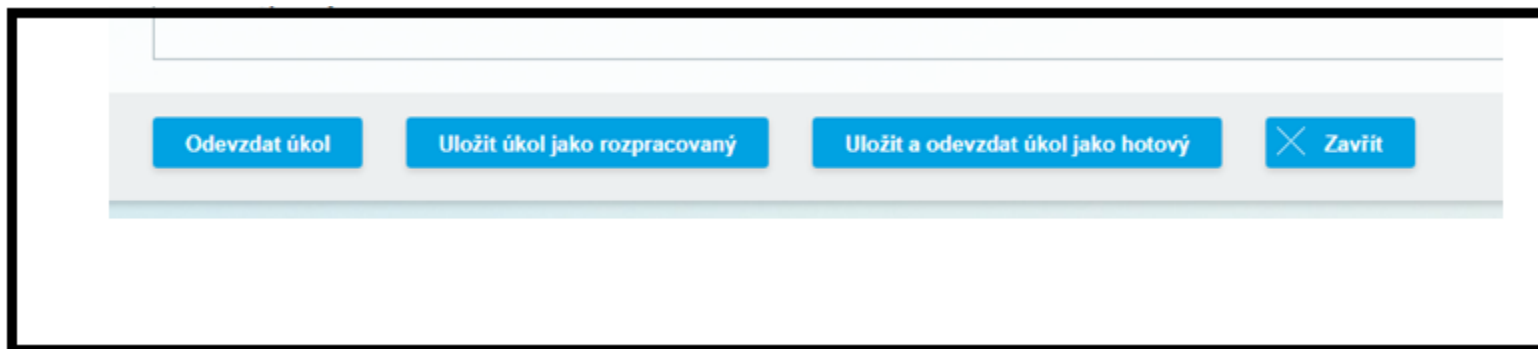 Odevzdat úkol
Uložit úkol jako rozpracovaný
Uložit a odevzdat úkol jako hotový
Zavřít